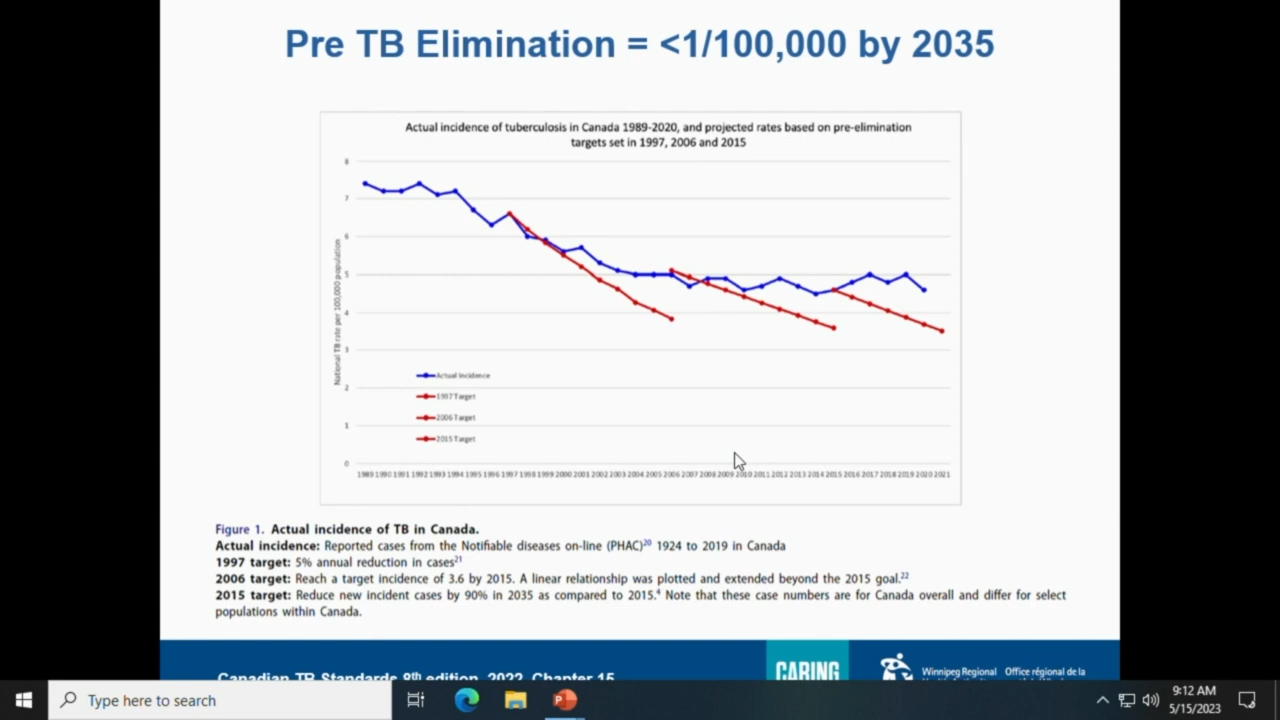 Pre TB Elimination = <1/100,000 by 2035
Actual incidence of tuberculosis in Canada 1989-2020, and projected rates based on pre-elimination
targets set in 1997, 2006 and 2015
8
7
6
5
4
3
2
1
0
National TB rate per 100,000 population
Actual Incidence
1997 Target
2006 Target
2015 Target
1989 1990 1991 1992 1993 1994 1995 1996 1997 1998 1999 2000 2001 2002 2003 2004 2005 2006 2007 2008 2009 2010 2011 2012 2013 2014 2015 2016 2017 2018 2019 2020 2021
Figure 1. Actual incidence of TB in Canada.
Actual incidence: Reported cases from the Notifiable diseases on-line (PHAC)20 1924 to 2019 in Canada
1997 target: 5% annual reduction in cases21
2006 target: Reach a target incidence of 3.6 by 2015. A linear relationship was plotted and extended beyond the 2015 goal.22
2015 target: Reduce new incident cases by 90% in 2035 as compared to 2015.4 Note that these case numbers are for Canada overall and differ for select
populations within Canada.
Canadian TB Standards 8th edition, 2022, Chapter 15
CARING
Winnipeg Regional Office régional de la
Type here to search
9:12 AM
5/15/2023